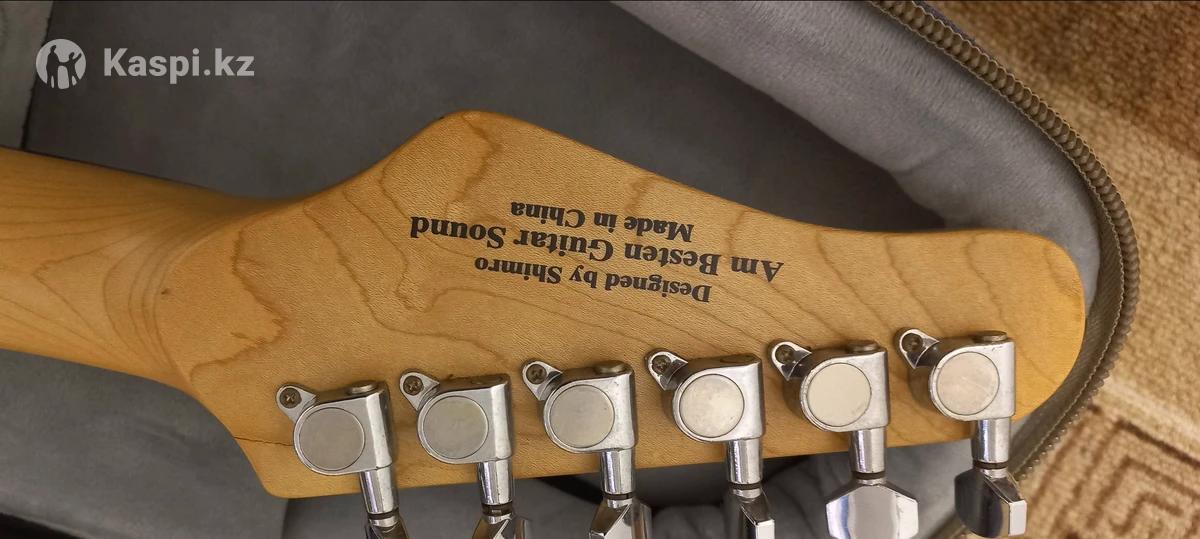 Kaspi.kz
Designed by Shimro
Am Besten Guitar Sound
Made in China